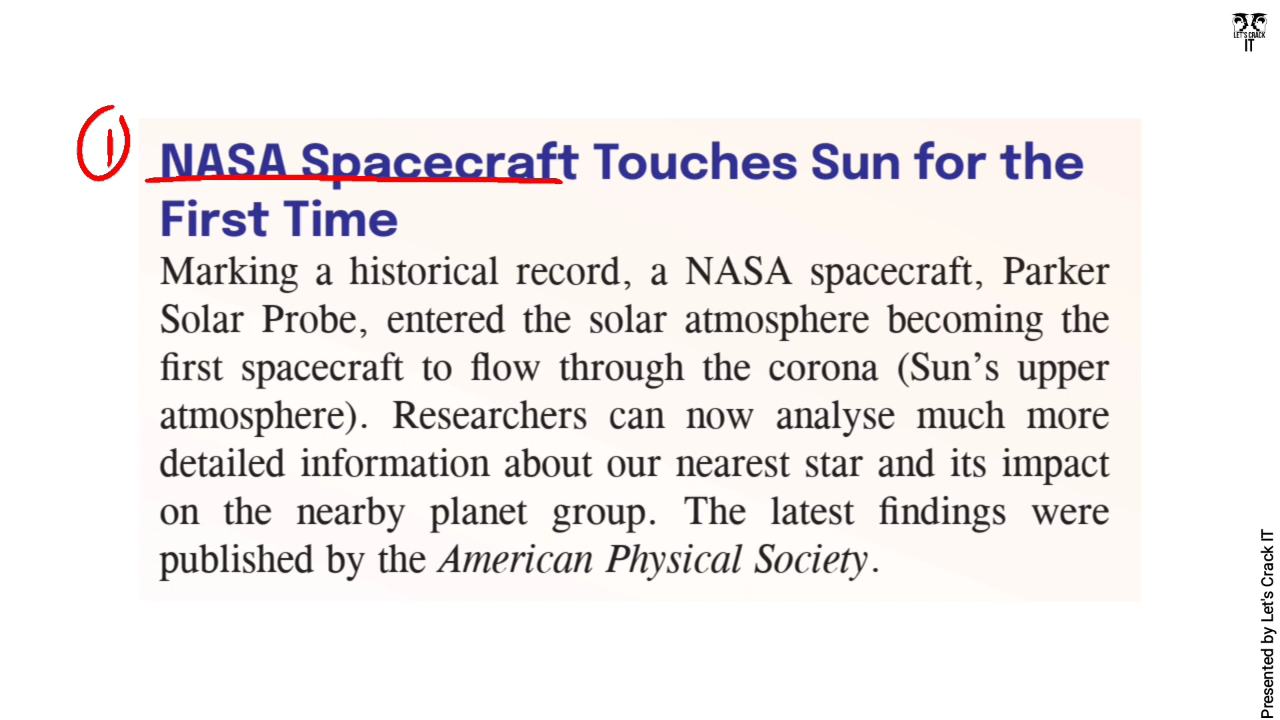 LET'S CRACK
IT
1
NASA Spacecraft Touches Sun for the
First Time
Marking a historical record, a NASA spacecraft, Parker
Solar Probe, entered the solar atmosphere becoming the
first spacecraft to flow through the corona (Sun’s upper
atmosphere). Researchers can now analyse much more
detailed information about our nearest star and its impact
on the nearby planet group. The latest findings were
published by the American Physical Society.
Presented by Let's Crack IT